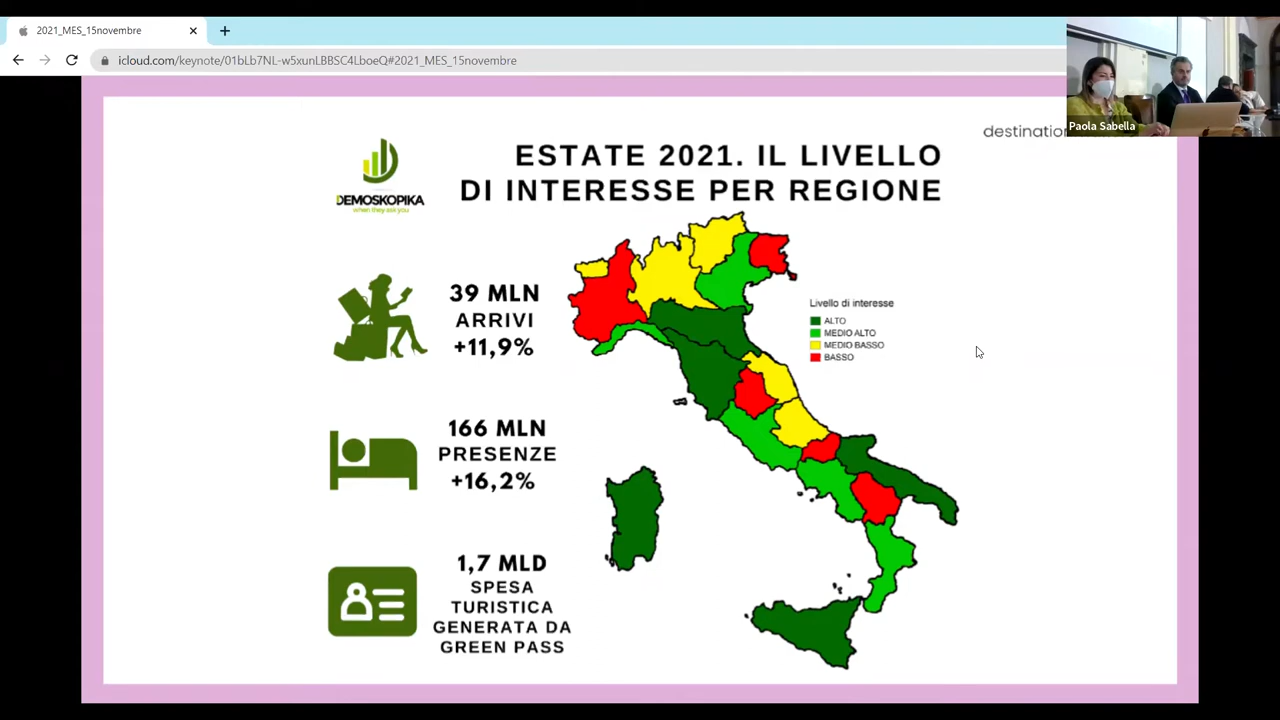 2021_MES_15novembre
icloud.com/keynote/01bLb7NL-w5xunLBBSC4LboeQ#2021_MES_15novembre
Paola Sabella
destination
ESTATE 2021. IL LIVELLO
DI INTERESSE PER REGIONE
DEMOSKOPIKA
when they ask you
39 MLN
ARRIVI
+11,9%
Livello di interesse
ALTO
MEDIO ALTO
MEDIO BASSO
BASSO
166 MLN
PRESENZE
+16,2%
1,7 MLD
SPESA
TURISTICA
GENERATA DA
GREEN PASS